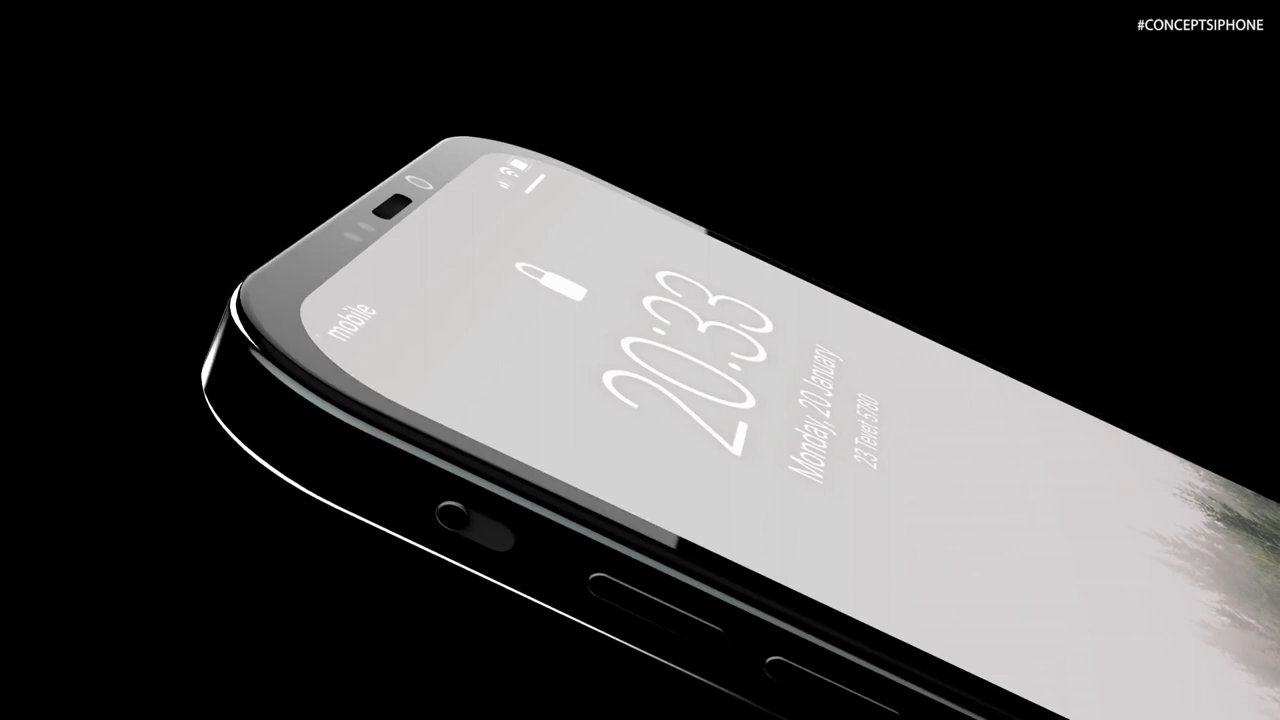 #CONCEPTSIPHONE
mobile
20:33
Monday, 20 January
23 Tevet 5780